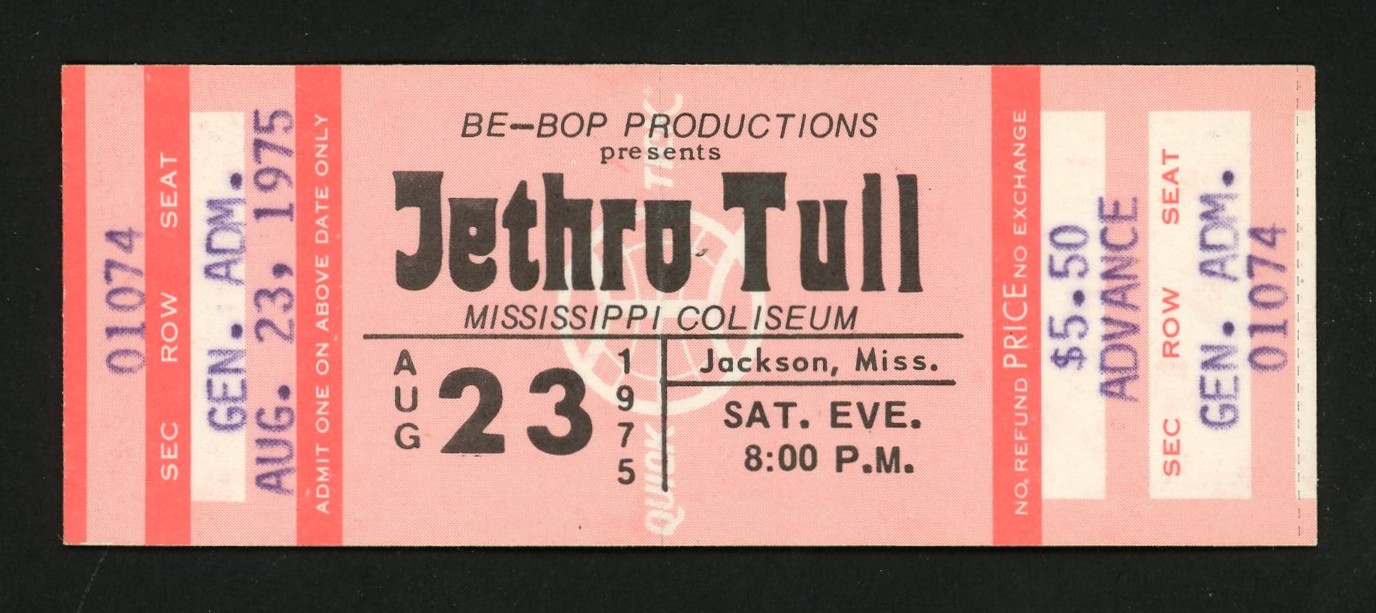 01074
SEC ROW SEAT
GEN. ADM.
AUG. 23, 1975
ADMIT ONE ON ABOVE DATE ONLY
BE-BOP PRODUCTIONS
presents
Jethro Tull
MISSISSIPPI COLISEUM
AUG 23 1975
Jackson, Miss.
SAT. EVE.
8:00 P.M.
QUIK TIX
NO REFUND PRICE NO EXCHANGE
$5.50
ADVANCE
SEC ROW SEAT
GEN. ADM.
01074